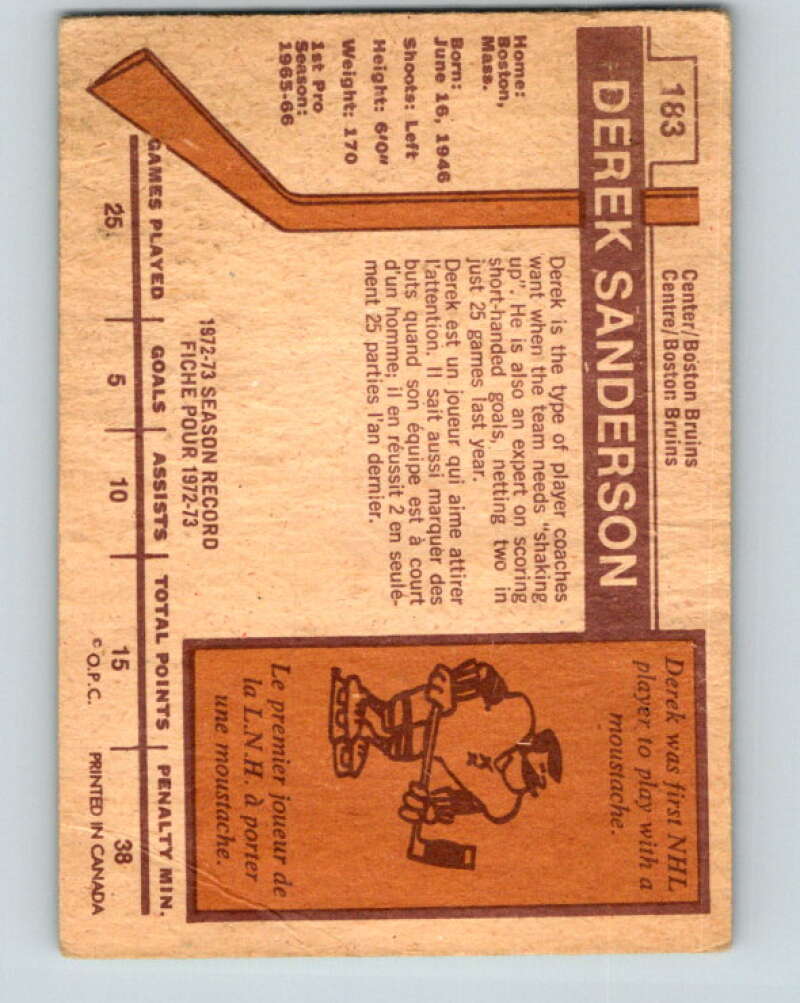 183
Center/Boston Bruins
Centre/Boston Bruins
DEREK SANDERSON
Home:
Boston,
Mass.
Born:
June 16, 1946
Shoots: Left
Height: 6'0"
Weight: 170
1st Pro
Season:
1965-66
Derek is the type of player coaches
want when the team needs "shaking
up". He is also an expert on scoring
short-handed goals, netting two in
just 25 games last year.
Derek est un joueur qui aime attirer
l'attention. Il sait aussi marquer des
buts quand son équipe est à court
d'un homme; il en réussit 2 en seulé-
ment 25 parties l'an dernier.
Derek was first NHL
player to play with a
moustache.
Le premier joueur de
la L.N.H. à porter
une moustache.
1972-73 SEASON RECORD
FICHE POUR 1972-73
GAMES PLAYED GOALS ASSISTS TOTAL POINTS PENALTY MIN.
25 5 10 15 38
© O.P.C. PRINTED IN CANADA